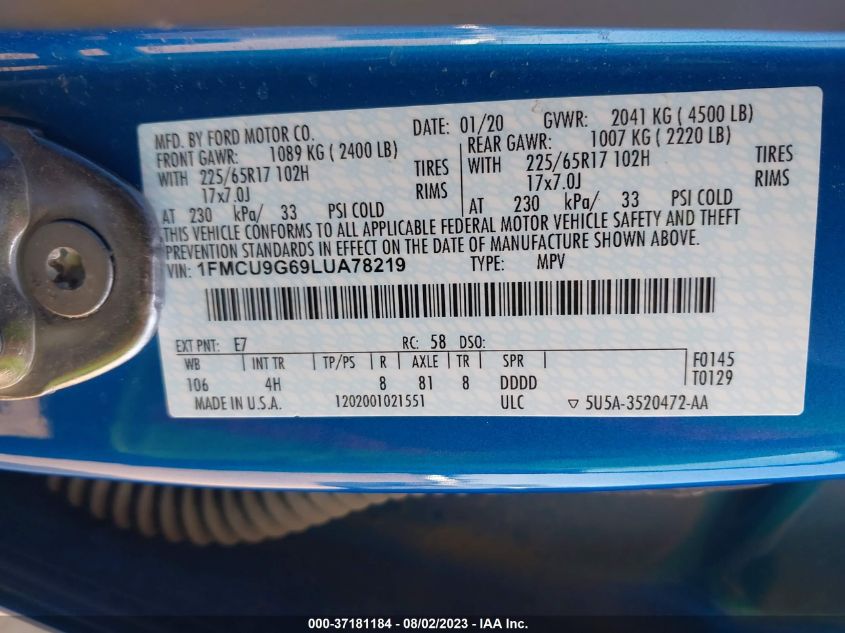 MFD. BY FORD MOTOR CO. DATE: 01/20 GVWR: 2041 KG ( 4500 LB)
FRONT GAWR: 1089 KG ( 2400 LB) REAR GAWR: 1007 KG ( 2220 LB)
WITH 225/65R17 102H TIRES WITH 225/65R17 102H TIRES
17x7.0J RIMS 17x7.0J RIMS
AT 230 kPa/ 33 PSI COLD AT 230 kPa/ 33 PSI COLD
THIS VEHICLE CONFORMS TO ALL APPLICABLE FEDERAL MOTOR VEHICLE SAFETY AND THEFT
PREVENTION STANDARDS IN EFFECT ON THE DATE OF MANUFACTURE SHOWN ABOVE.
VIN: 1FMCU9G69LUA78219 TYPE: MPV
EXT PNT: E7 RC: 58 DSO:
WB INT TR TP/PS R AXLE TR SPR F0145
106 4H 8 81 8 DDDD T0129
MADE IN U.S.A. 1202001021551 ULC ▽ 5U5A-3520472-AA
000-37181184 - 08/02/2023 - IAA Inc.